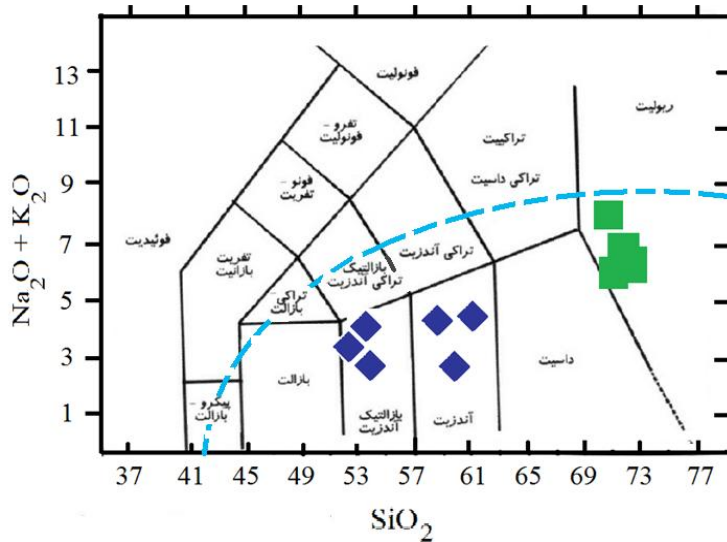 فونولیت
تفرو -
فونولیت
ریولیت
تراکییت
فونو -
تفریت
تراکی داسیت
فوئیدیت
تفریت
بازانیت
تراکی آندزیت
بازالتیک
تراکی آندزیت
تراکی-
بازالت
پیکرو -
بازالت
بازالت
بازالتیک
آندزیت
آندزیت
داسیت
Na₂O + K₂O
13
11
9
7
5
3
1
37 41 45 49 53 57 61 65 69 73 77
SiO₂